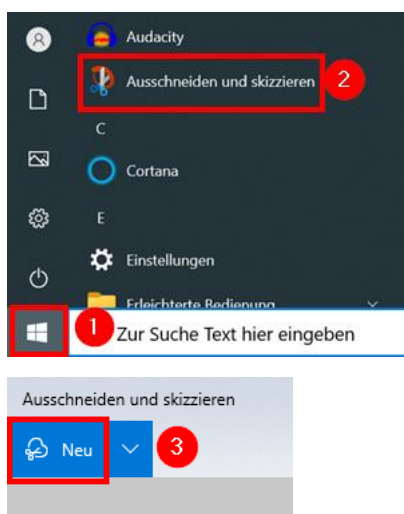 Audacity
Ausschneiden und skizzieren 2
C
Cortana
E
Einstellungen
Erleichterte Bedienung
1 Zur Suche Text hier eingeben
Ausschneiden und skizzieren
Neu 3